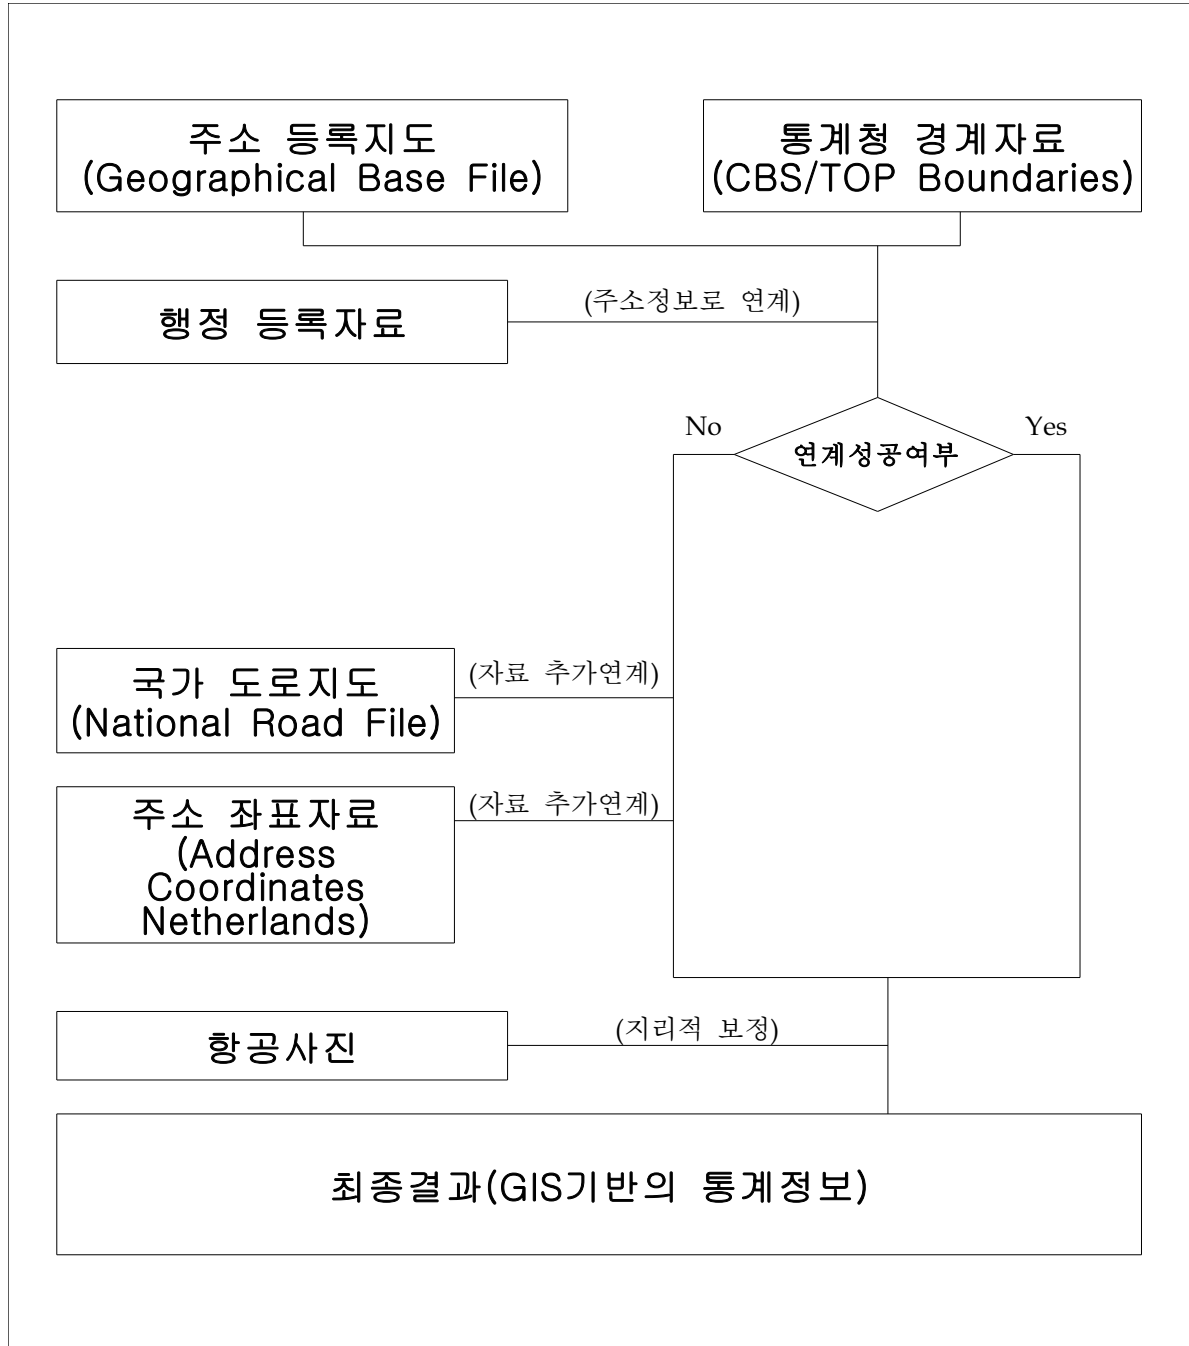 주소 등록지도
(Geographical Base File)
통계청 경계자료
(CBS/TOP Boundaries)
행정 등록자료
(주소정보로 연계)
No
연계성공여부
Yes
국가 도로지도
(National Road File)
(자료 추가연계)
주소 좌표자료
(Address
Coordinates
Netherlands)
(자료 추가연계)
항공사진
(지리적 보정)
최종결과(GIS기반의 통계정보)